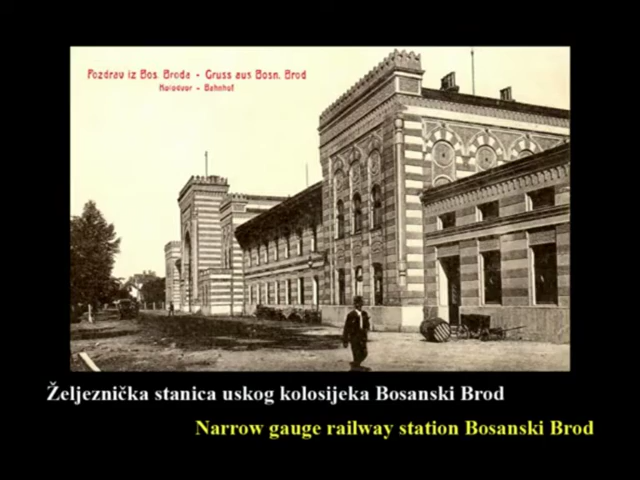 Pozdrav iz Bos. Broda - Gruss aus Bosn. Brod
Kolodvor - Bahnhof
Željeznička stanica uskog kolosijeka Bosanski Brod
Narrow gauge railway station Bosanski Brod